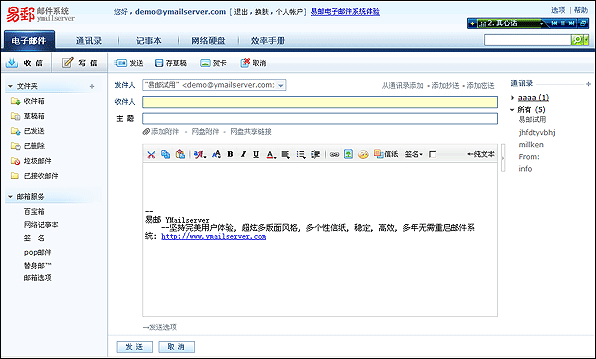 易邮 邮件系统 ymailserver
您好，demo@ymailserver.com [退出，换肤，个人帐户] 易邮电子邮件系统体验
选项 | 帮助
2. 真心话
电子邮件 通讯录 记事本 网络硬盘 效率手册
收 信 写 信 发送 存草稿 贺卡 取消
文件夹
收件箱
草稿箱
已发送
已删除
垃圾邮件
已接收邮件
邮箱服务
百宝箱
网络记事本
签 名
pop邮件
替身邮™
邮箱选项
发件人 "易邮试用" <demo@ymailserver.com:
从通讯录添加 添加抄送 添加密送
收件人
主 题
添加附件 - 网盘附件 - 网盘共享链接
信纸 签名 ←纯文本
--
易邮 YMailserver
--坚持完美用户体验，超炫多版面风格，多个性信纸，稳定，高效，多年无需重启邮件系
统：http://www.ymailserver.com
→发送选项
发 送 取 消
通讯录
aaaa (1)
所有 (5)
易邮试用
jhfdtyvbhj
millken
From:
info